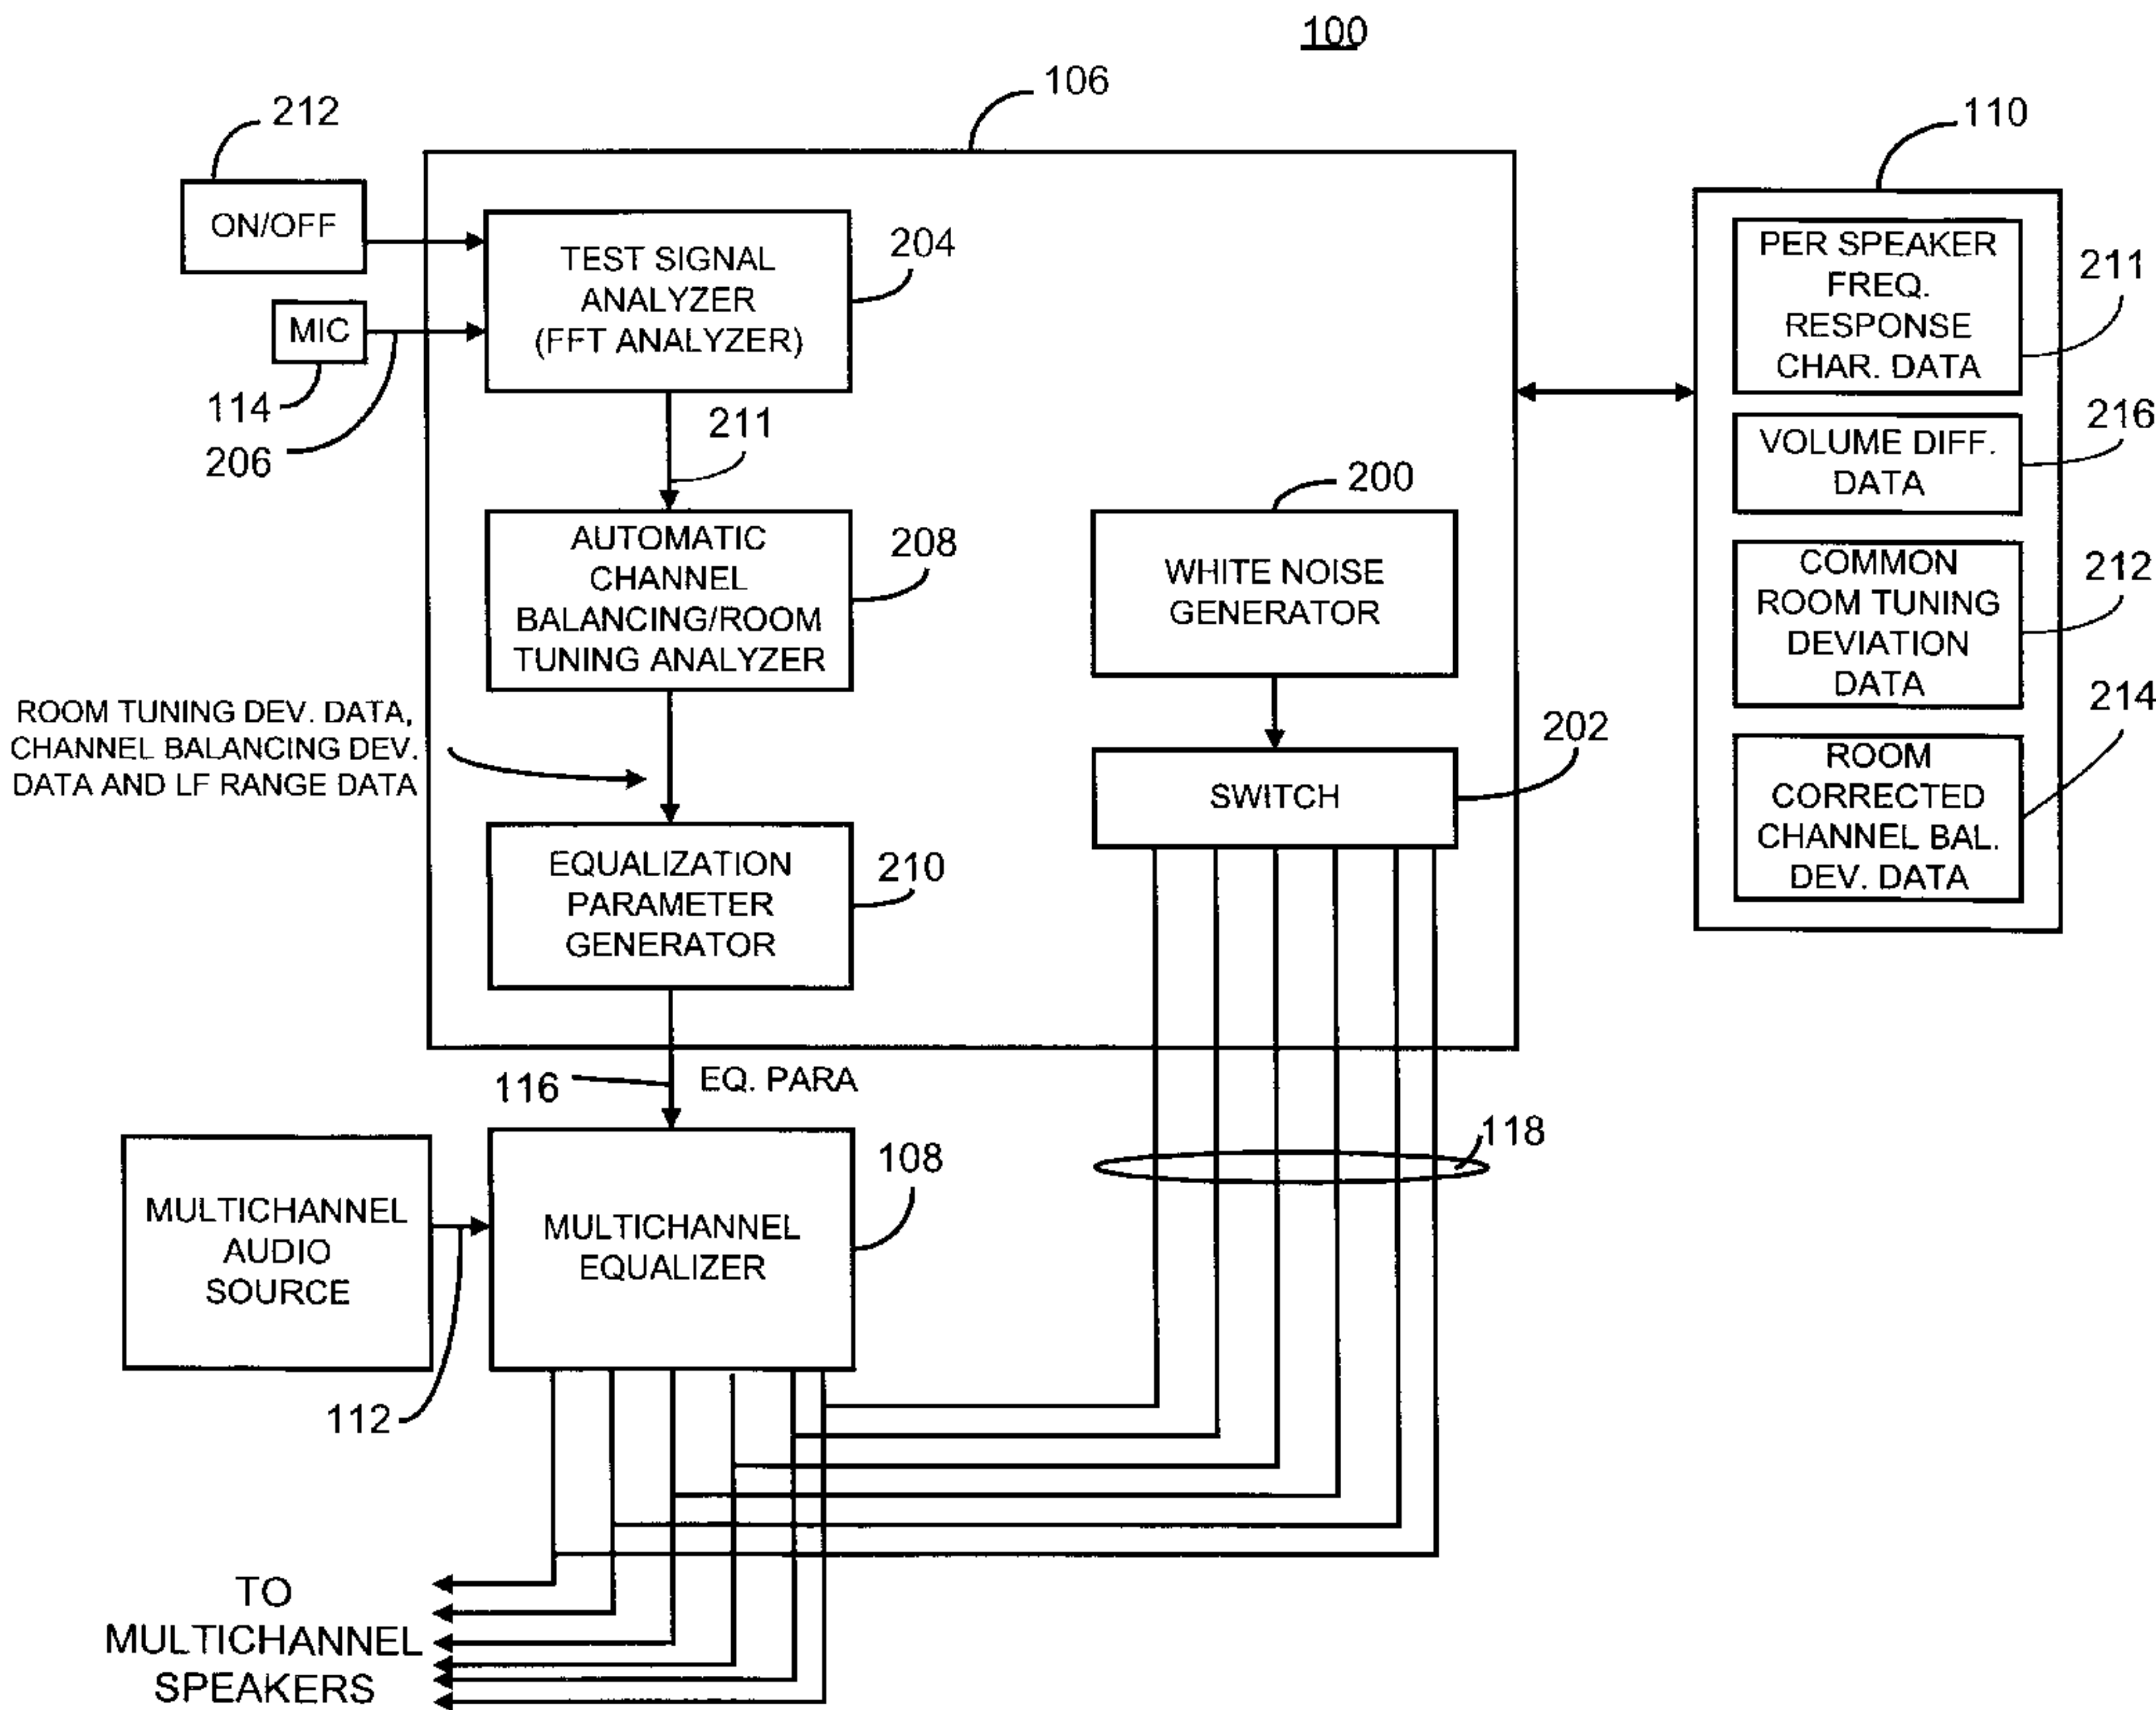 100
106
212
110
ON/OFF
TEST SIGNAL
ANALYZER
(FFT ANALYZER)
204
MIC
114
206
211
PER SPEAKER
FREQ.
RESPONSE
CHAR. DATA
211
VOLUME DIFF.
DATA
216
COMMON
ROOM TUNING
DEVIATION
DATA
212
ROOM
CORRECTED
CHANNEL BAL.
DEV. DATA
214
AUTOMATIC
CHANNEL
BALANCING/ROOM
TUNING ANALYZER
208
200
WHITE NOISE
GENERATOR
ROOM TUNING DEV. DATA,
CHANNEL BALANCING DEV.
DATA AND LF RANGE DATA
202
SWITCH
EQUALIZATION
PARAMETER
GENERATOR
210
116
EQ. PARA
118
MULTICHANNEL
AUDIO
SOURCE
MULTICHANNEL
EQUALIZER
108
112
TO
MULTICHANNEL
SPEAKERS